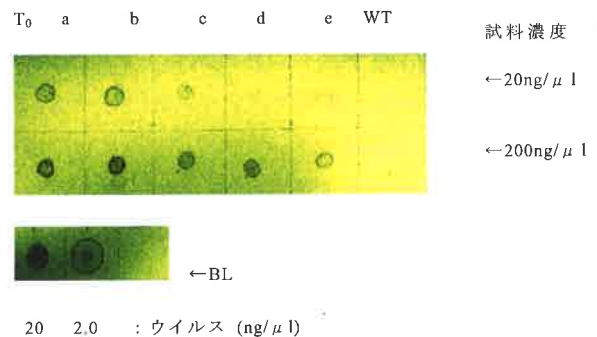 T₀ a b c d e WT
試料濃度
←20ng/μl
←200ng/μl
←BL
20 2.0 : ウイルス (ng/μl)